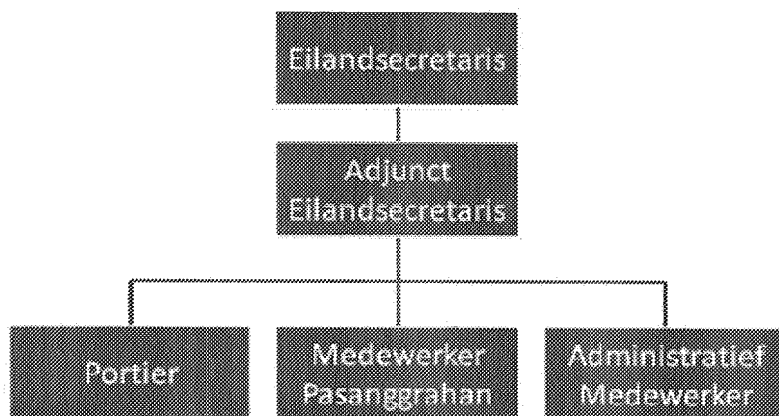 Eilandsecretaris
Adjunct
Eilandsecretaris
Portier
Medewerker
Pasanggrahan
Administratief
Medewerker